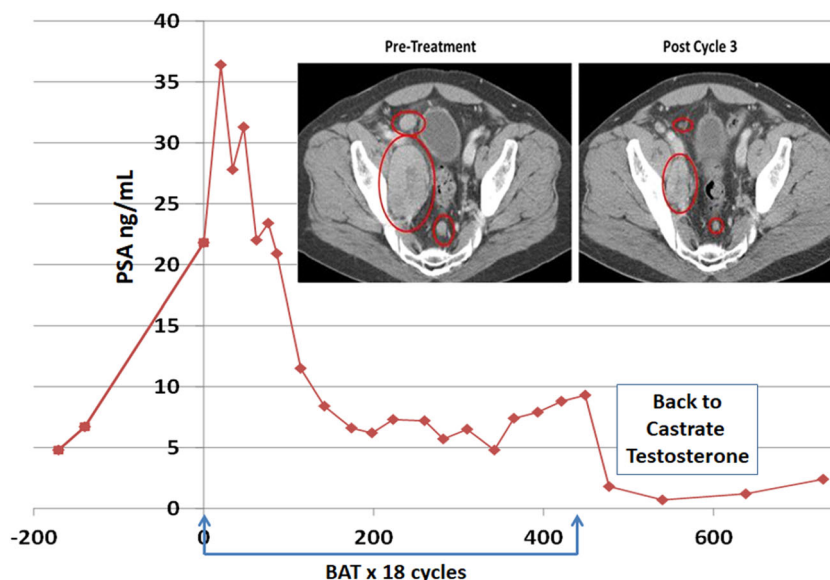 40
35
30
25
20
15
10
5
0
PSA ng/mL
Pre-Treatment
Post Cycle 3
Back to
Castrate
Testosterone
-200
0
200
400
600
BAT x 18 cycles